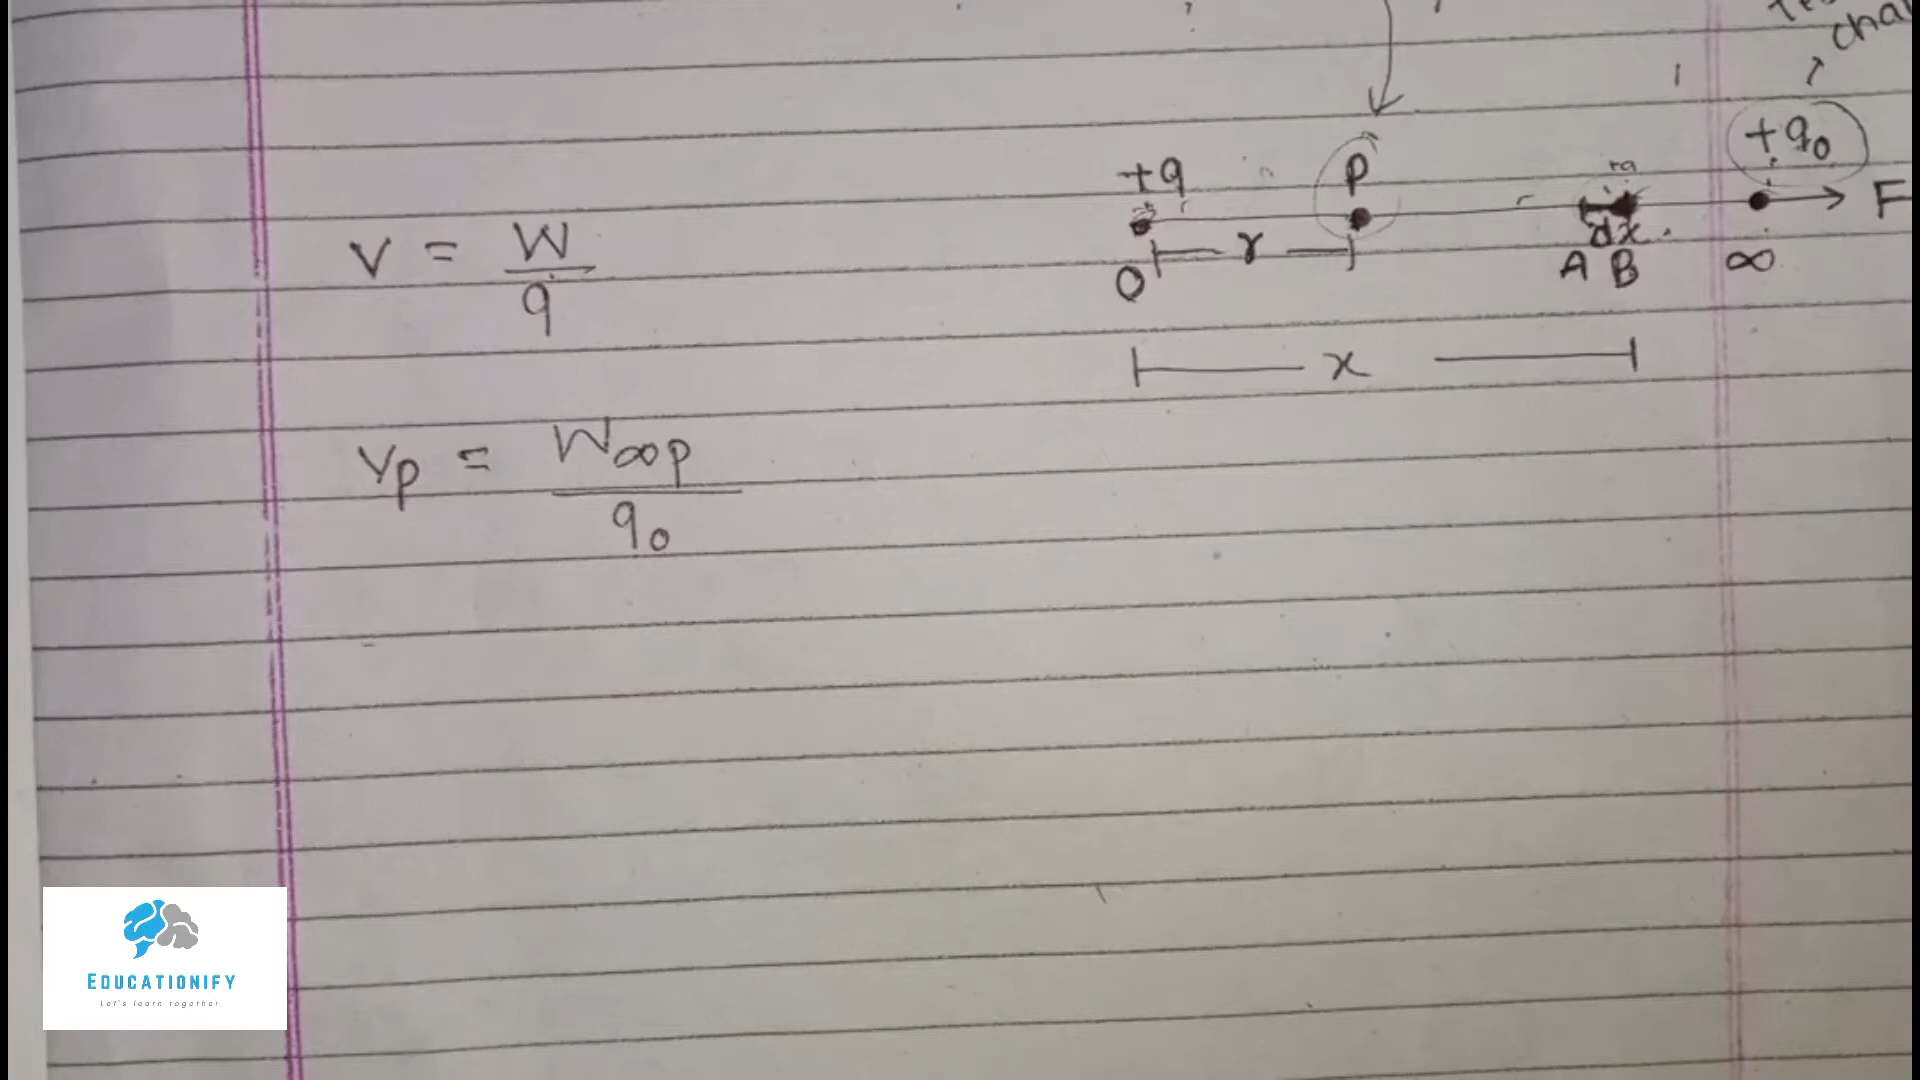 cha
+q P +q₀
F
r dx
O A B ∞
V = W/q
x
Vp = W∞p/q₀
EDUCATIONIFY
Let's learn together